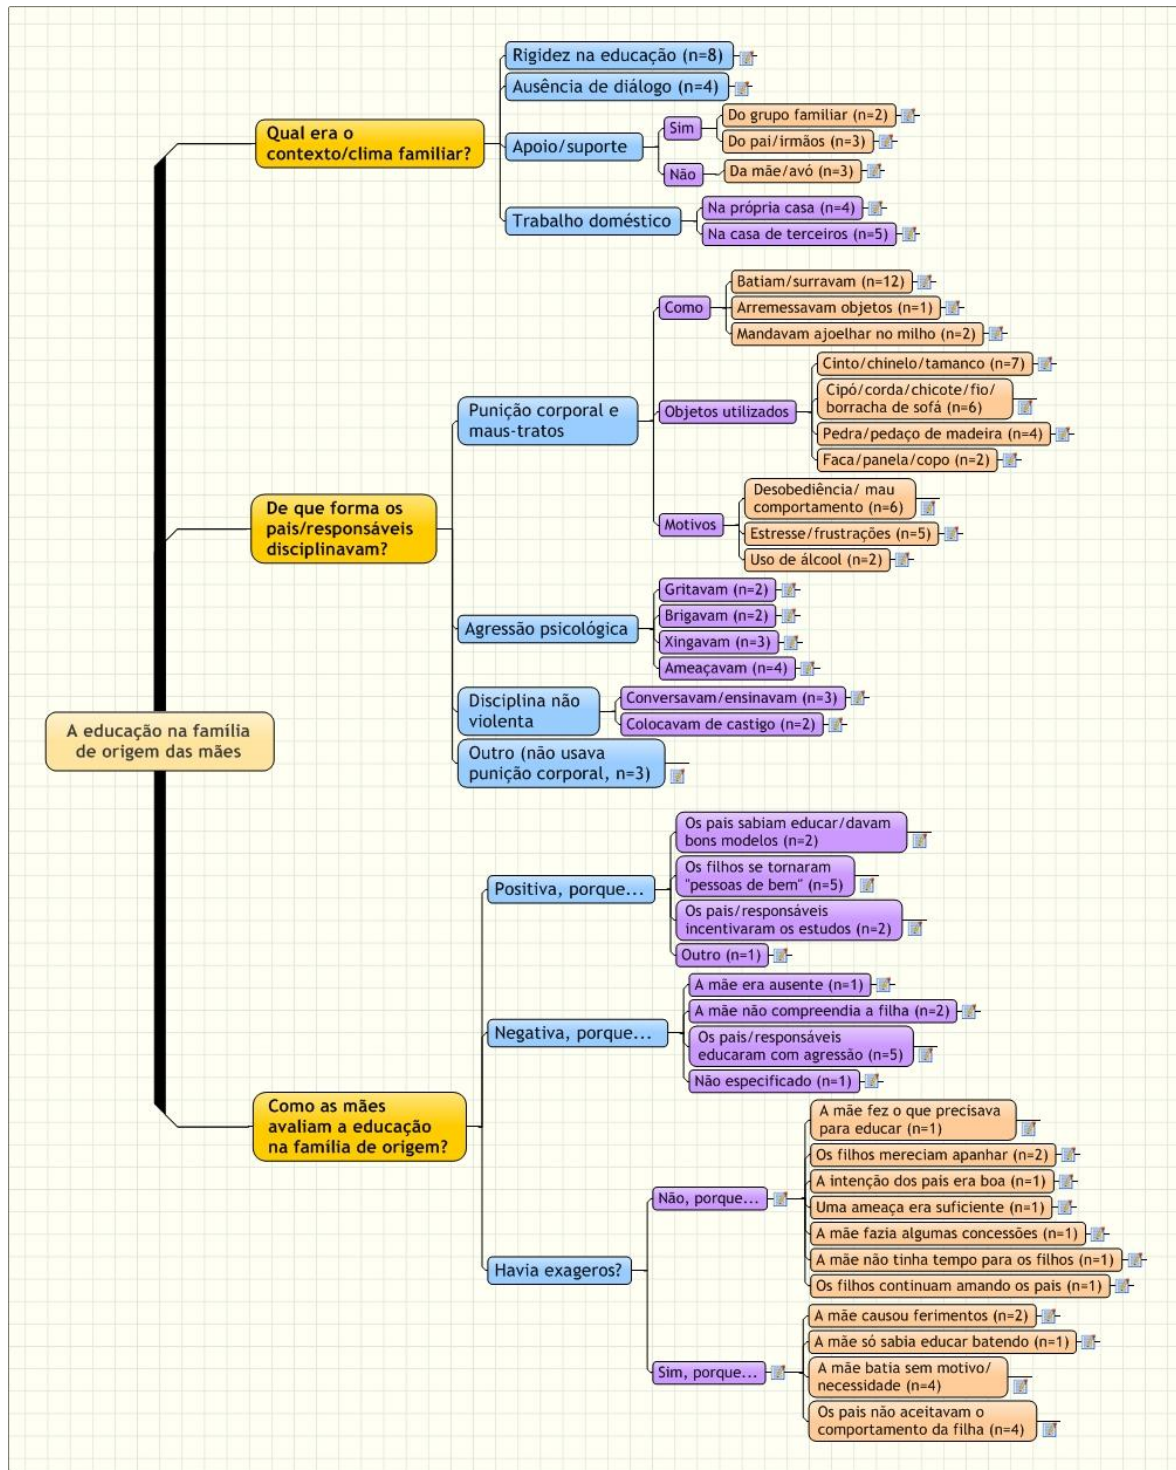 A educação na família
de origem das mães
Qual era o
contexto/clima familiar?
Rigidez na educação (n=8)
Ausência de diálogo (n=4)
Apoio/suporte
Sim
Do grupo familiar (n=2)
Do pai/irmãos (n=3)
Não
Da mãe/avó (n=3)
Trabalho doméstico
Na própria casa (n=4)
Na casa de terceiros (n=5)
De que forma os
pais/responsáveis
disciplinavam?
Punição corporal e
maus-tratos
Como
Batiam/surravam (n=12)
Arremessavam objetos (n=1)
Mandavam ajoelhar no milho (n=2)
Objetos utilizados
Cinto/chinelo/tamanco (n=7)
Cipó/corda/chicote/fio/
borracha de sofá (n=6)
Pedra/pedaço de madeira (n=4)
Faca/panela/copo (n=2)
Motivos
Desobediência/ mau
comportamento (n=6)
Estresse/frustrações (n=5)
Uso de álcool (n=2)
Agressão psicológica
Gritavam (n=2)
Brigavam (n=2)
Xingavam (n=3)
Ameaçavam (n=4)
Disciplina não
violenta
Conversavam/ensinavam (n=3)
Colocavam de castigo (n=2)
Outro (não usava
punição corporal, n=3)
Como as mães
avaliam a educação
na família de origem?
Positiva, porque...
Os pais sabiam educar/davam
bons modelos (n=2)
Os filhos se tornaram
"pessoas de bem" (n=5)
Os pais/responsáveis
incentivaram os estudos (n=2)
Outro (n=1)
Negativa, porque...
A mãe era ausente (n=1)
A mãe não compreendia a filha (n=2)
Os pais/responsáveis
educaram com agressão (n=5)
Não especificado (n=1)
Havia exageros?
Não, porque...
A mãe fez o que precisava
para educar (n=1)
Os filhos mereciam apanhar (n=2)
A intenção dos pais era boa (n=1)
Uma ameaça era suficiente (n=1)
A mãe fazia algumas concessões (n=1)
A mãe não tinha tempo para os filhos (n=1)
Os filhos continuam amando os pais (n=1)
Sim, porque...
A mãe causou ferimentos (n=2)
A mãe só sabia educar batendo (n=1)
A mãe batia sem motivo/
necessidade (n=4)
Os pais não aceitavam o
comportamento da filha (n=4)